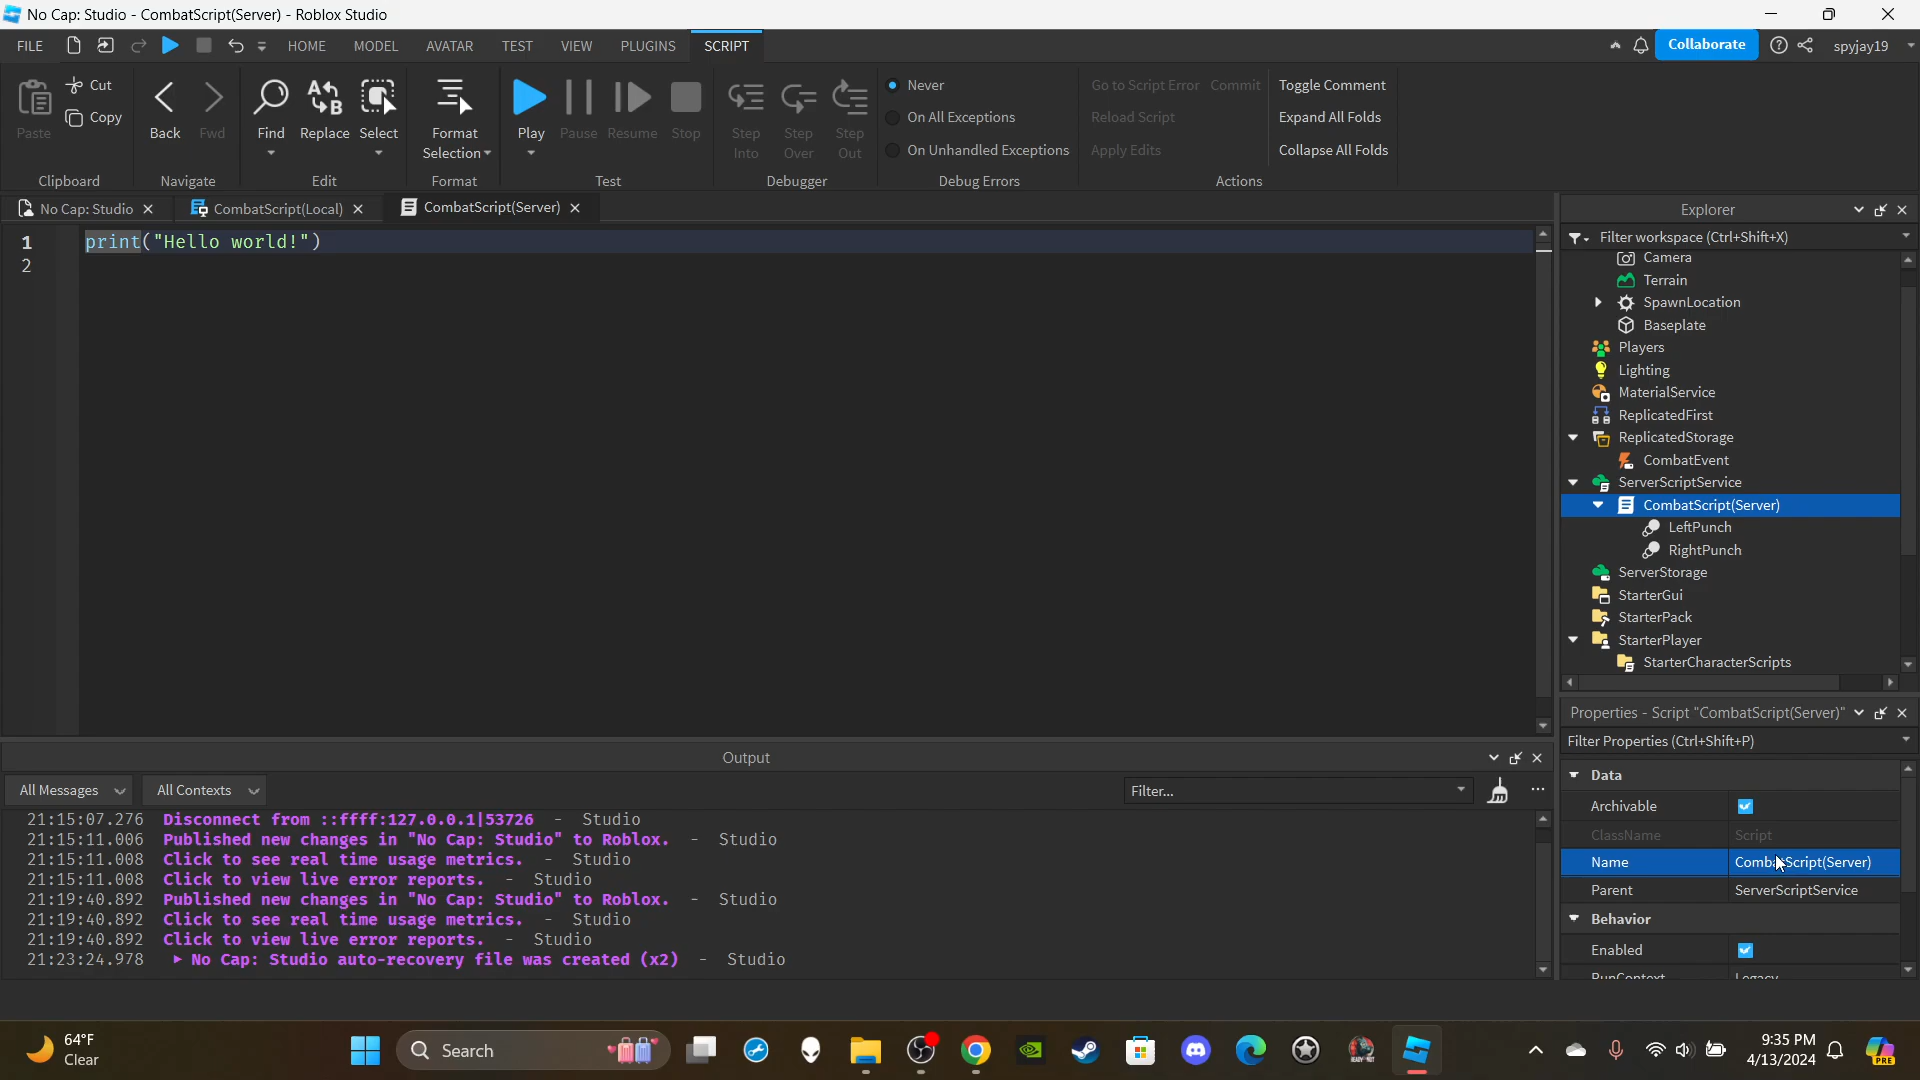 No Cap: Studio - CombatScript(Server) - Roblox Studio
FILE HOME MODEL AVATAR TEST VIEW PLUGINS SCRIPT Collaborate spyjay19
Paste Cut Copy
Clipboard
Back Fwd
Navigate
Find Replace Select
Edit
Format Selection
Format
Play Pause Resume Stop
Test
Step Into Step Over Step Out
Debugger
Never
On All Exceptions
On Unhandled Exceptions
Debug Errors
Go to Script Error Commit
Reload Script
Apply Edits
Toggle Comment
Expand All Folds
Collapse All Folds
Actions
No Cap: Studio CombatScript(Local) CombatScript(Server)
1 print("Hello world!")
2
Explorer
Filter workspace (Ctrl+Shift+X)
Camera
Terrain
SpawnLocation
Baseplate
Players
Lighting
MaterialService
ReplicatedFirst
ReplicatedStorage
CombatEvent
ServerScriptService
CombatScript(Server)
LeftPunch
RightPunch
ServerStorage
StarterGui
StarterPack
StarterPlayer
StarterCharacterScripts
Properties - Script "CombatScript(Server)"
Filter Properties (Ctrl+Shift+P)
Data
Archivable
ClassName Script
Name CombatScript(Server)
Parent ServerScriptService
Behavior
Enabled
RunContext Legacy
Output
All Messages All Contexts Filter...
21:15:07.276 Disconnect from ::ffff:127.0.0.1|53726 - Studio
21:15:11.006 Published new changes in "No Cap: Studio" to Roblox. - Studio
21:15:11.008 Click to see real time usage metrics. - Studio
21:15:11.008 Click to view live error reports. - Studio
21:19:40.892 Published new changes in "No Cap: Studio" to Roblox. - Studio
21:19:40.892 Click to see real time usage metrics. - Studio
21:19:40.892 Click to view live error reports. - Studio
21:23:24.978 No Cap: Studio auto-recovery file was created (x2) - Studio
64°F
Clear
Search
9:35 PM
4/13/2024
PRE